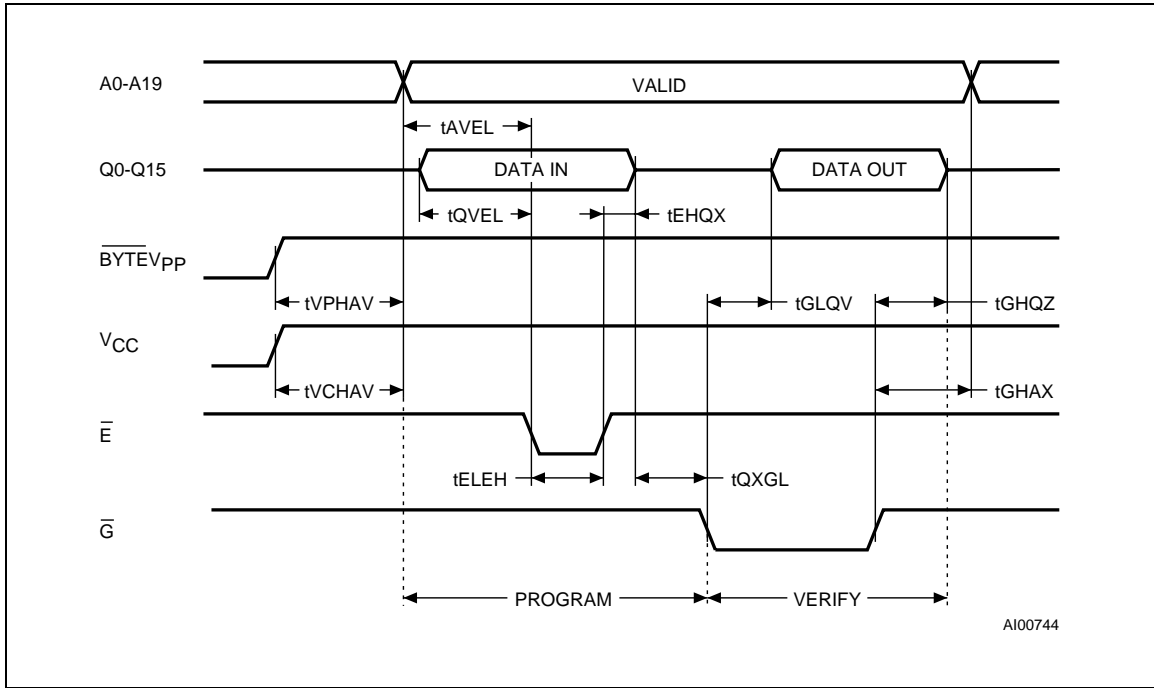 A0-A19
VALID
tAVEL
Q0-Q15
DATA IN
DATA OUT
tQVEL
tEHQX
BYTEVPP
tVPHAV
tGLQV
tGHQZ
VCC
tVCHAV
tGHAX
E
tELEH
tQXGL
G
PROGRAM
VERIFY
AI00744